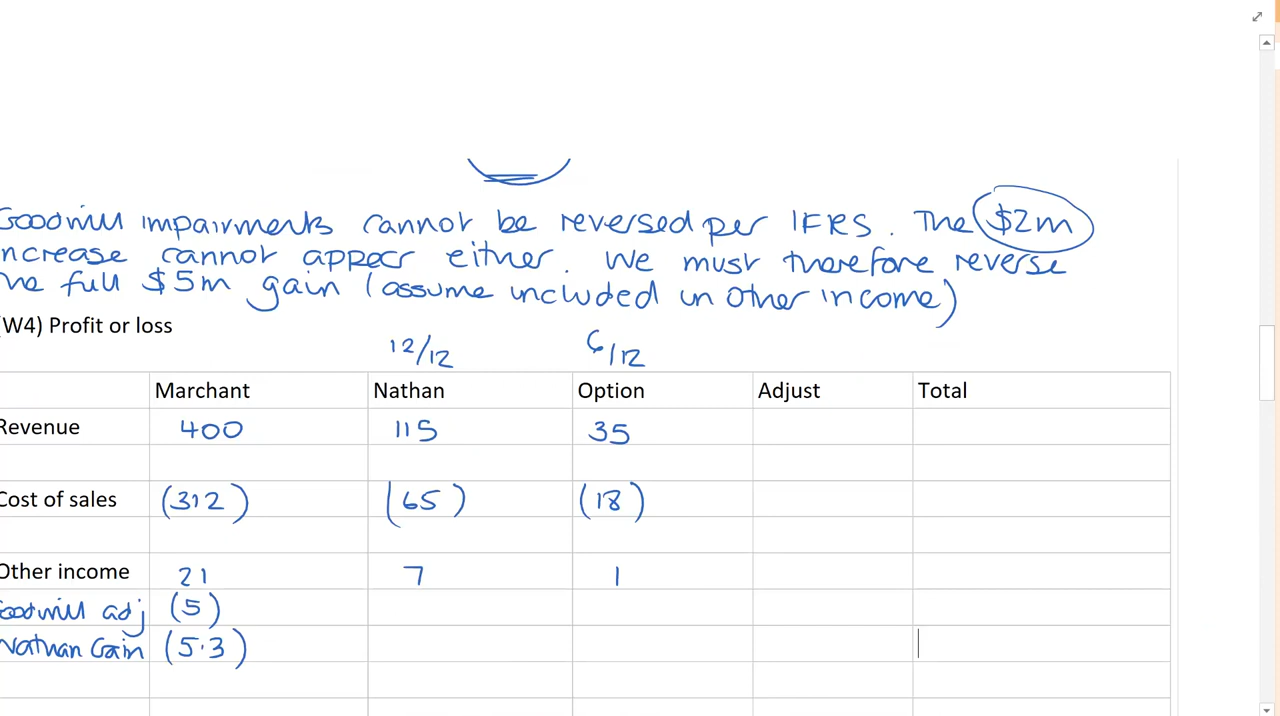 Goodwill impairments cannot be reversed per IFRS. The $2m
increase cannot appear either. We must therefore reverse
the full $5m gain (assume included in Other income)
(W4) Profit or loss
12/12 6/12
Marchant Nathan Option Adjust Total
Revenue 400 115 35
Cost of sales (312) (65) (18)
Other income 21 7 1
Goodwill adj (5)
Nathan Gain (5.3)